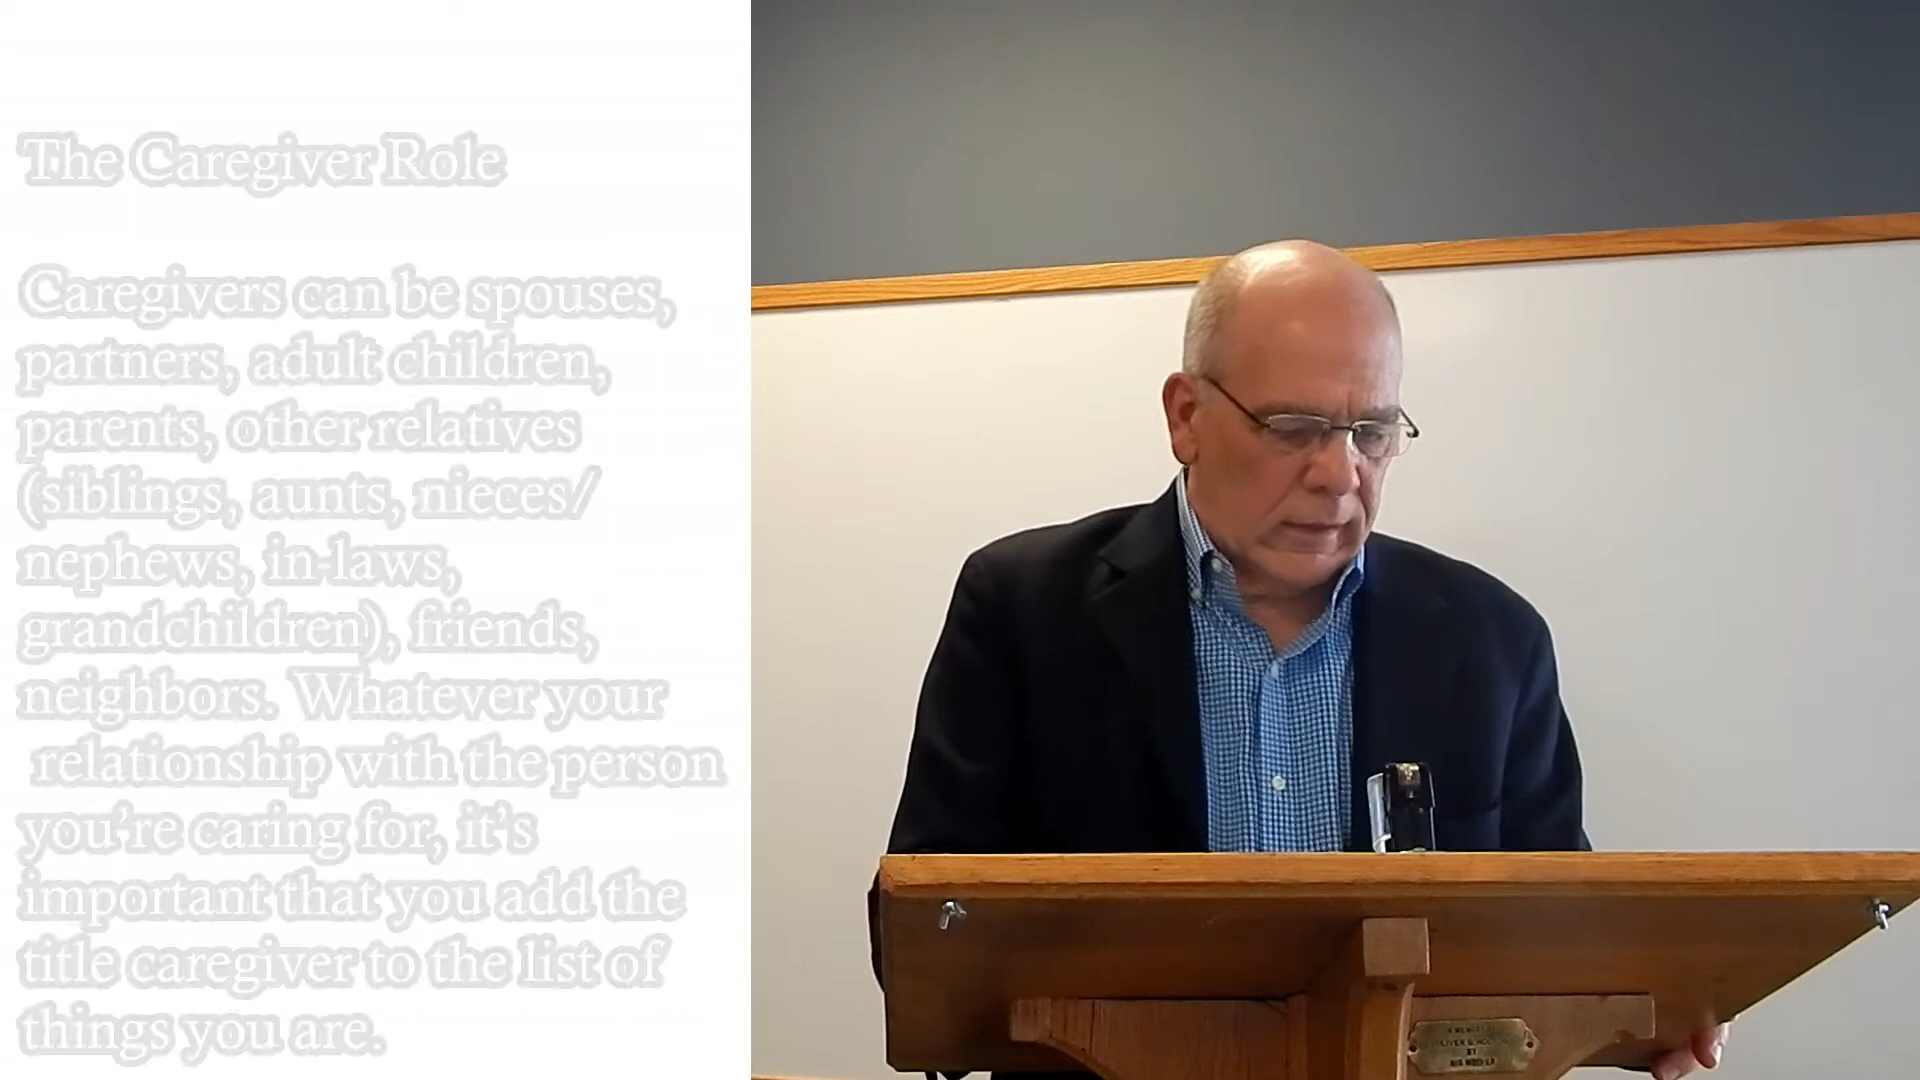 The Caregiver Role
Caregivers can be spouses,
partners, adult children,
parents, other relatives
(siblings, aunts, nieces/
nephews, in-laws,
grandchildren), friends,
neighbors. Whatever your
relationship with the person
you're caring for, it's
important that you add the
title caregiver to the list of
things you are.
BY